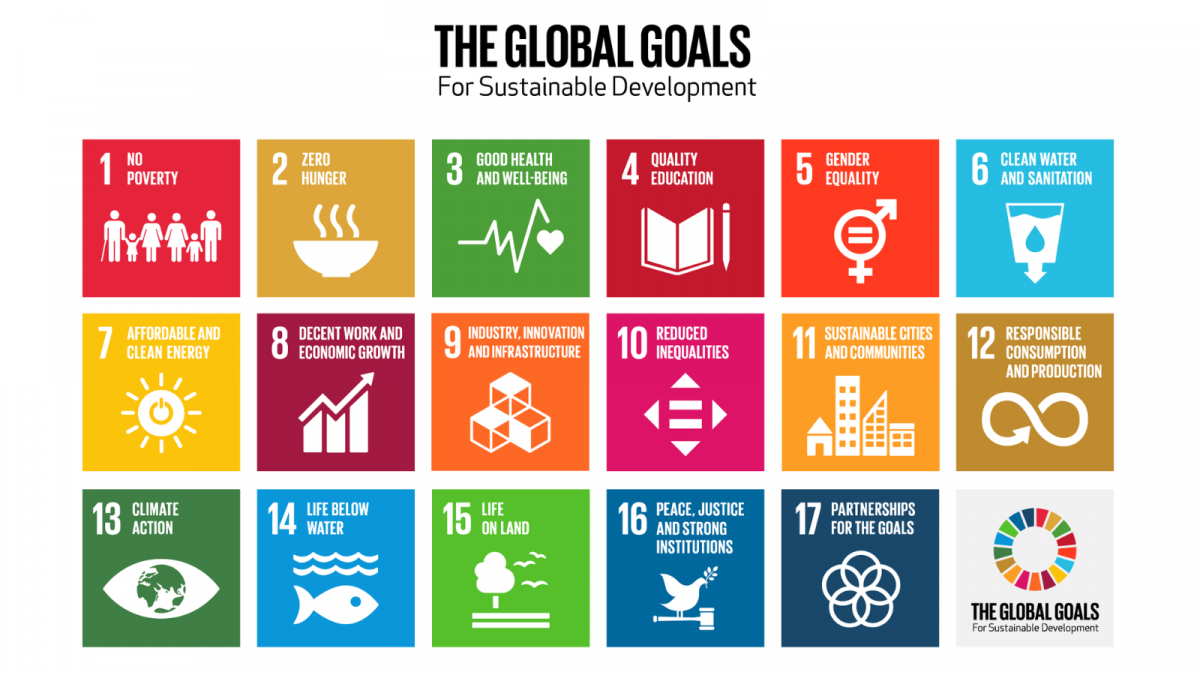 THE GLOBAL GOALS
For Sustainable Development
1 NO
POVERTY
2 ZERO
HUNGER
3 GOOD HEALTH
AND WELL-BEING
4 QUALITY
EDUCATION
5 GENDER
EQUALITY
6 CLEAN WATER
AND SANITATION
7 AFFORDABLE AND
CLEAN ENERGY
8 DECENT WORK AND
ECONOMIC GROWTH
9 INDUSTRY, INNOVATION
AND INFRASTRUCTURE
10 REDUCED
INEQUALITIES
11 SUSTAINABLE CITIES
AND COMMUNITIES
12 RESPONSIBLE
CONSUMPTION
AND PRODUCTION
13 CLIMATE
ACTION
14 LIFE BELOW
WATER
15 LIFE
ON LAND
16 PEACE, JUSTICE
AND STRONG
INSTITUTIONS
17 PARTNERSHIPS
FOR THE GOALS
THE GLOBAL GOALS
For Sustainable Development